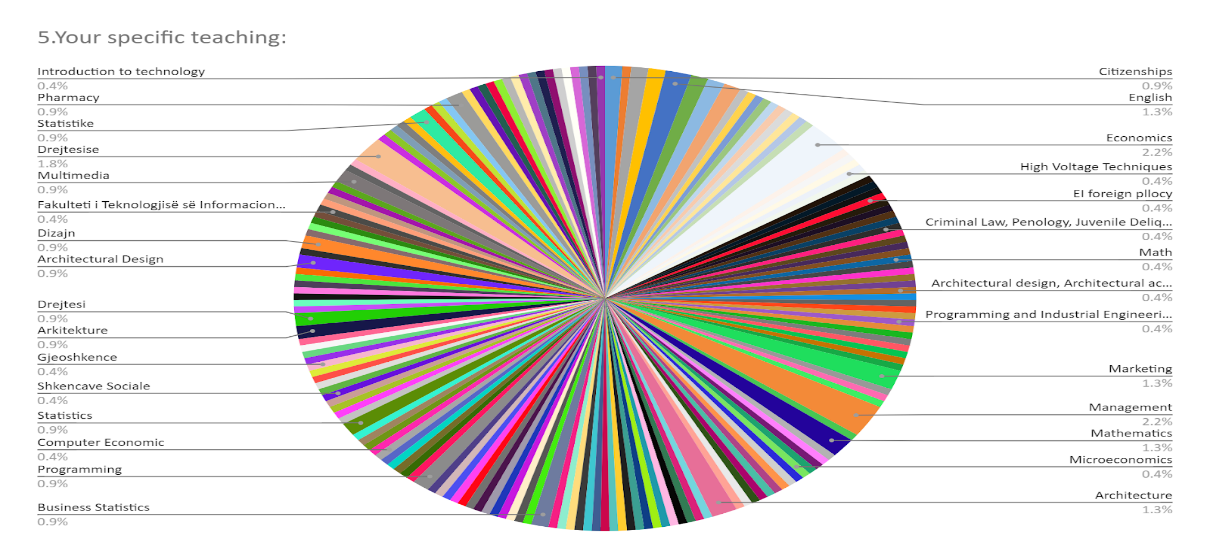 5.Your specific teaching:
Introduction to technology
0.4%
Pharmacy
0.9%
Statistike
0.9%
Drejtesise
1.8%
Multimedia
0.9%
Fakulteti i Teknologjisë së Informacion...
0.4%
Dizajn
0.9%
Architectural Design
0.9%
Drejtesi
0.9%
Arkitekture
0.9%
Gjeoshkence
0.4%
Shkencave Sociale
0.4%
Statistics
0.9%
Computer Economic
0.4%
Programming
0.9%
Business Statistics
0.9%
Citizenships
0.9%
English
1.3%
Economics
2.2%
High Voltage Techniques
0.4%
EI foreign pllocy
0.4%
Criminal Law, Penology, Juvenile Deliq...
0.4%
Math
0.4%
Architectural design, Architectural ac...
0.4%
Programming and Industrial Engineeri...
0.4%
Marketing
1.3%
Management
2.2%
Mathematics
1.3%
Microeconomics
0.4%
Architecture
1.3%